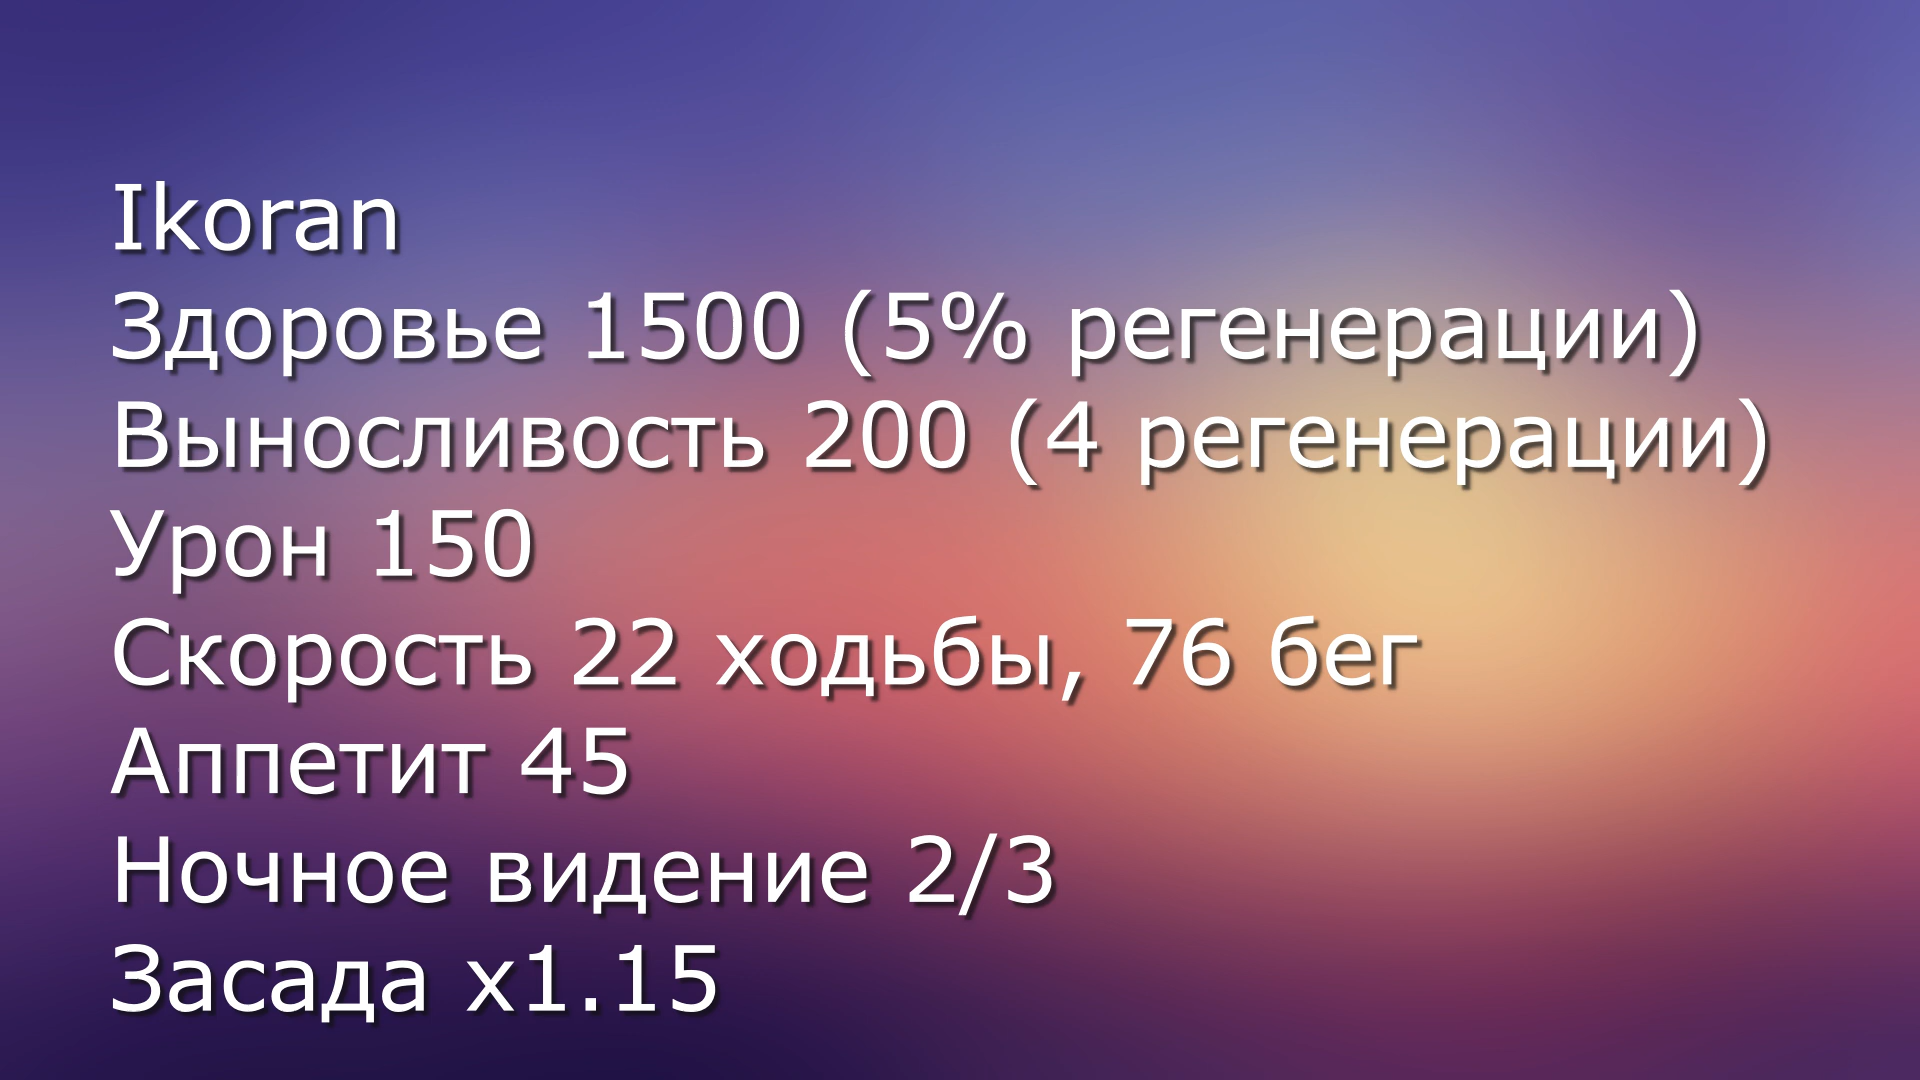 Ikoran
Здоровье 1500 (5% регенерации)
Выносливость 200 (4 регенерации)
Урон 150
Скорость 22 ходьбы, 76 бег
Аппетит 45
Ночное видение 2/3
Засада x1.15